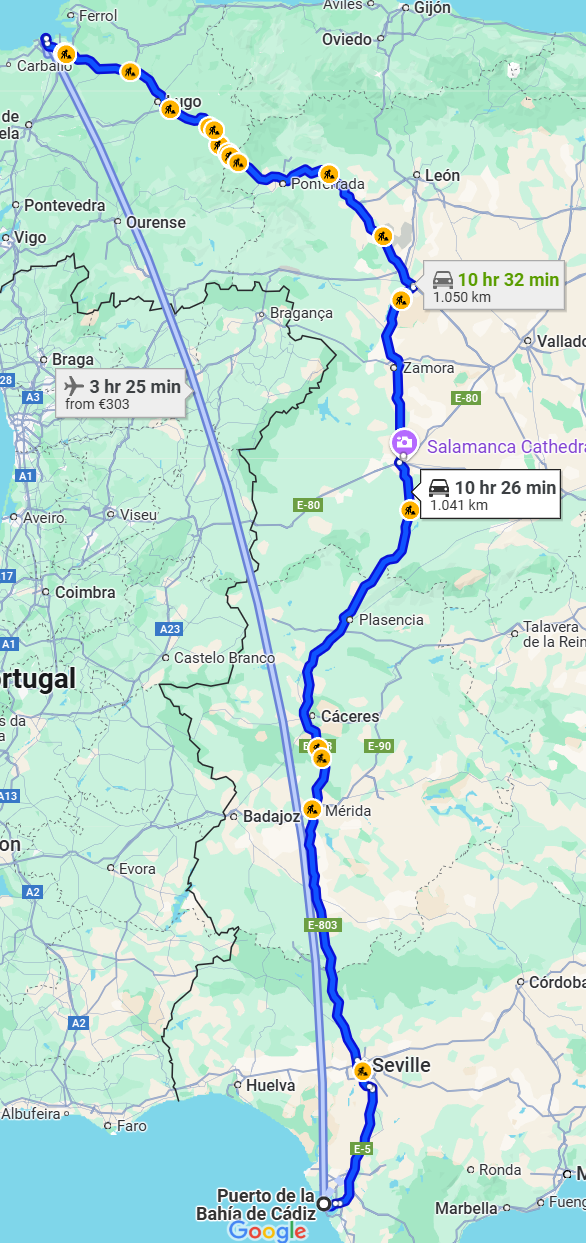 Avilés
Gijón
Ferrol
Oviedo
Carballo
Lugo
de
ela
Ponferrada
León
Pontevedra
Ourense
Vigo
10 hr 32 min
1.050 km
Bragança
Vallado
Braga
Zamora
28
3 hr 25 min
from €303
A3
E-80
Salamanca Cathedra
A1
10 hr 26 min
1.041 km
E-80
Aveiro
Viseu
17
Coimbra
Plasencia
A23
Talavera
de la Rein
A1
Castelo Branco
rtugal
s da
a
Cáceres
E-90
A13
Badajoz
Mérida
on
Evora
A2
E-803
Córdoba
A2
Seville
Huelva
Albufeira
Faro
E-5
Ronda
M
Puerto de la
Bahía de Cádiz
Marbella
Fueng
Google